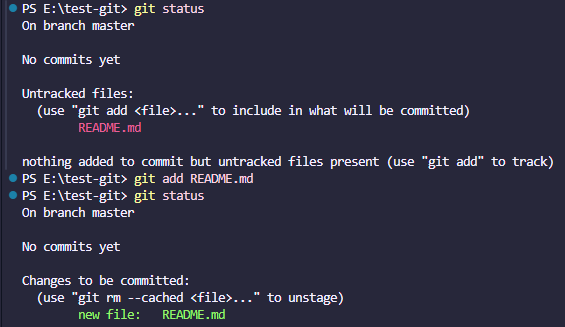 PS E:\test-git> git status
On branch master
No commits yet
Untracked files:
(use "git add <file>..." to include in what will be committed)
README.md
nothing added to commit but untracked files present (use "git add" to track)
PS E:\test-git> git add README.md
PS E:\test-git> git status
On branch master
No commits yet
Changes to be committed:
(use "git rm --cached <file>..." to unstage)
new file:   README.md